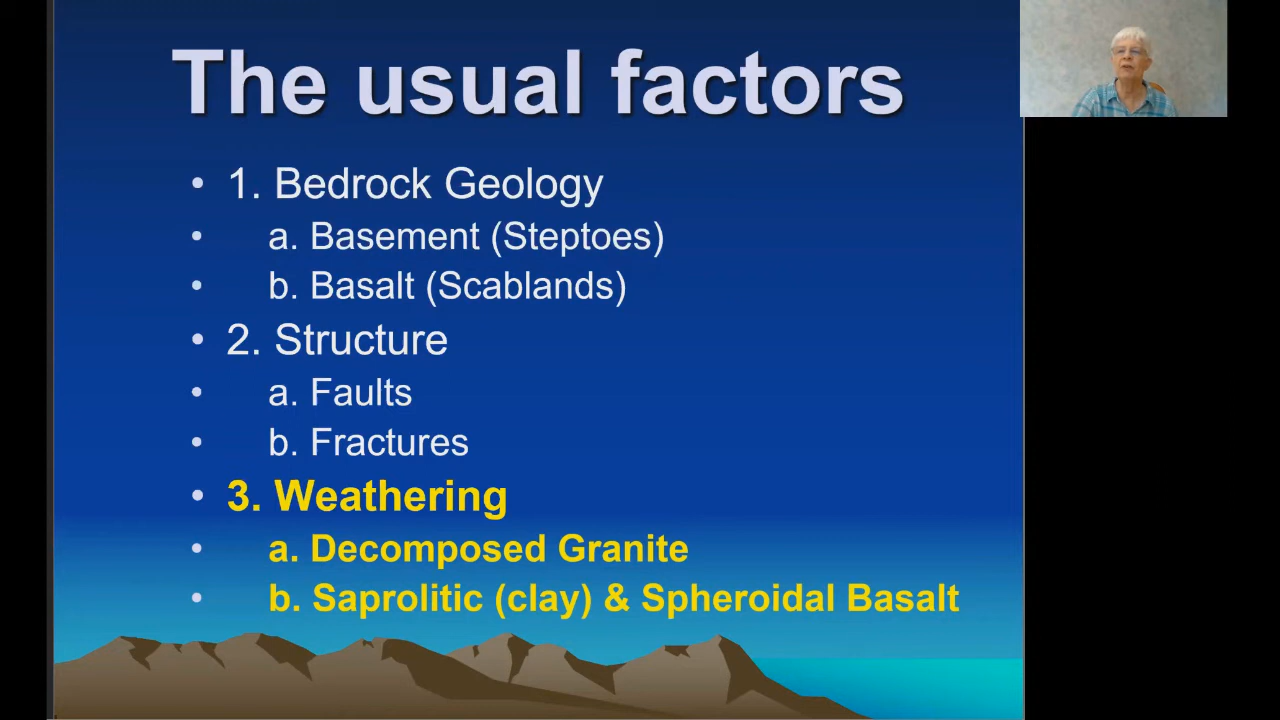 The usual factors
• 1. Bedrock Geology
• a. Basement (Steptoes)
• b. Basalt (Scablands)
• 2. Structure
• a. Faults
• b. Fractures
• 3. Weathering
• a. Decomposed Granite
• b. Saprolitic (clay) & Spheroidal Basalt